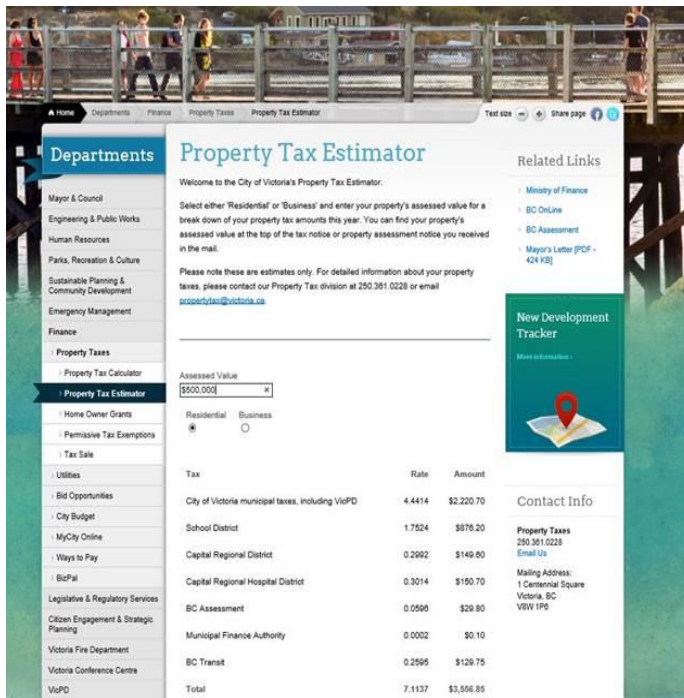 Home Departments Finance Property Taxes Property Tax Estimator
Text size - + Share page
Departments
Mayor & Council
Engineering & Public Works
Human Resources
Parks, Recreation & Culture
Sustainable Planning &
Community Development
Emergency Management
Finance
Property Taxes
Property Tax Calculator
Property Tax Estimator
Home Owner Grants
Permissive Tax Exemptions
Tax Sale
Utilities
Bid Opportunities
City Budget
MyCity Online
Ways to Pay
BizPal
Legislative & Regulatory Services
Citizen Engagement & Strategic
Planning
Victoria Fire Department
Victoria Conference Centre
VicPD
Property Tax Estimator
Welcome to the City of Victoria's Property Tax Estimator.
Select either 'Residential' or 'Business' and enter your property's assessed value for a
break down of your property tax amounts this year. You can find your property's
assessed value at the top of the tax notice or property assessment notice you received
in the mail.
Please note these are estimates only. For detailed information about your property
taxes, please contact our Property Tax division at 250.361.0228 or email
propertytax@victoria.ca.
Assessed Value
$500,000 ×
Residential Business
Tax Rate Amount
City of Victoria municipal taxes, including VicPD 4.4414 $2,220.70
School District 1.7524 $876.20
Capital Regional District 0.2992 $149.60
Capital Regional Hospital District 0.3014 $150.70
BC Assessment 0.0596 $29.80
Municipal Finance Authority 0.0002 $0.10
BC Transit 0.2595 $129.75
Total 7.1137 $3,556.85
Related Links
Ministry of Finance
BC OnLine
BC Assessment
Mayor's Letter [PDF -
424 KB]
New Development
Tracker
More information ›
Contact Info
Property Taxes
250.361.0228
Email Us
Mailing Address:
1 Centennial Square
Victoria, BC
V8W 1P6